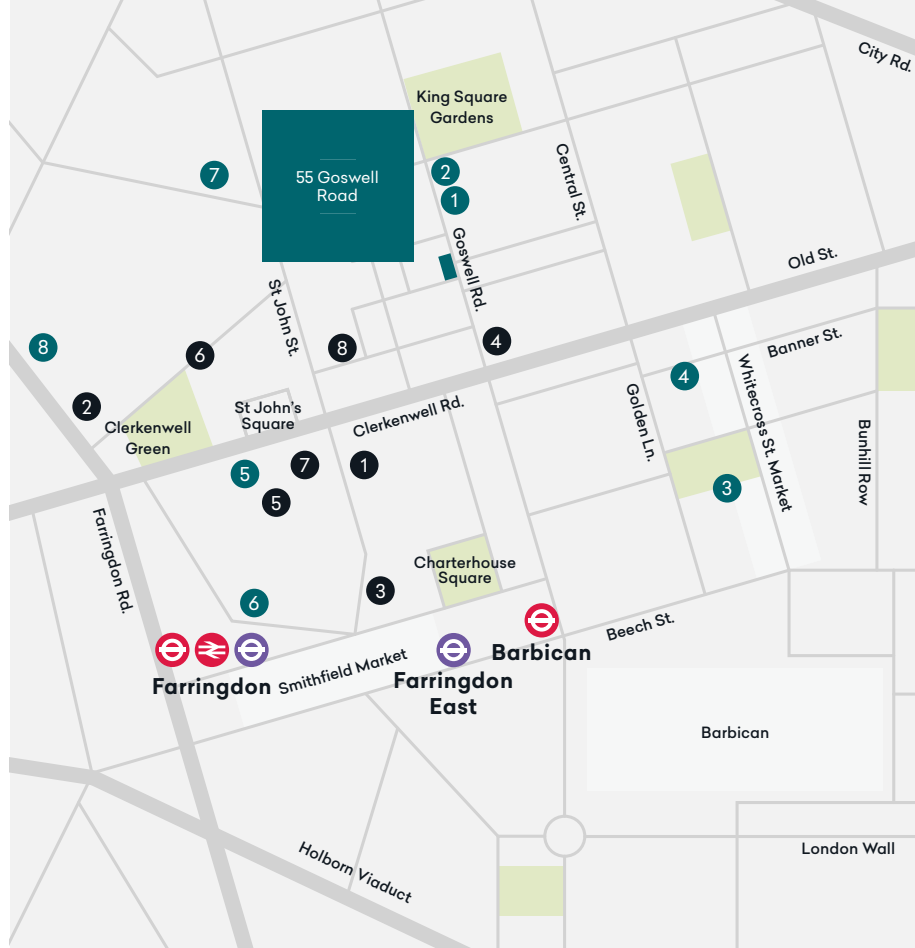 City Rd.
King Square
Gardens
2
7
55 Goswell
Road
Central St.
1
Goswell Rd.
Old St.
St John St.
8
6
8
4
Banner St.
4
Whitecross St. Market
2
Clerkenwell
Green
St John's
Square
Clerkenwell Rd.
Golden Ln.
Bunhill Row
5
7
1
3
5
Farringdon Rd.
Charterhouse
Square
3
6
Beech St.
Barbican
Farringdon
Smithfield Market
Farringdon
East
Barbican
London Wall
Holborn Viaduct